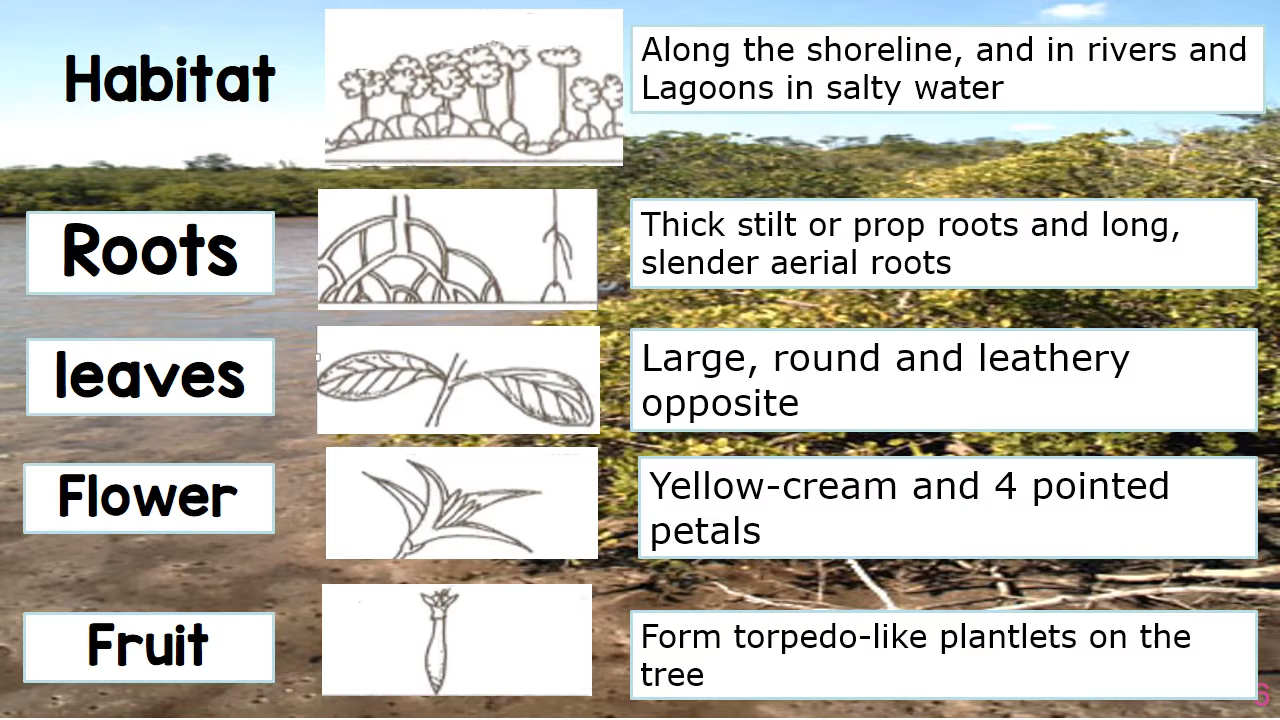 Habitat
Along the shoreline, and in rivers and
Lagoons in salty water
Roots
Thick stilt or prop roots and long,
slender aerial roots
leaves
Large, round and leathery
opposite
Flower
Yellow-cream and 4 pointed
petals
Fruit
Form torpedo-like plantlets on the
tree
6